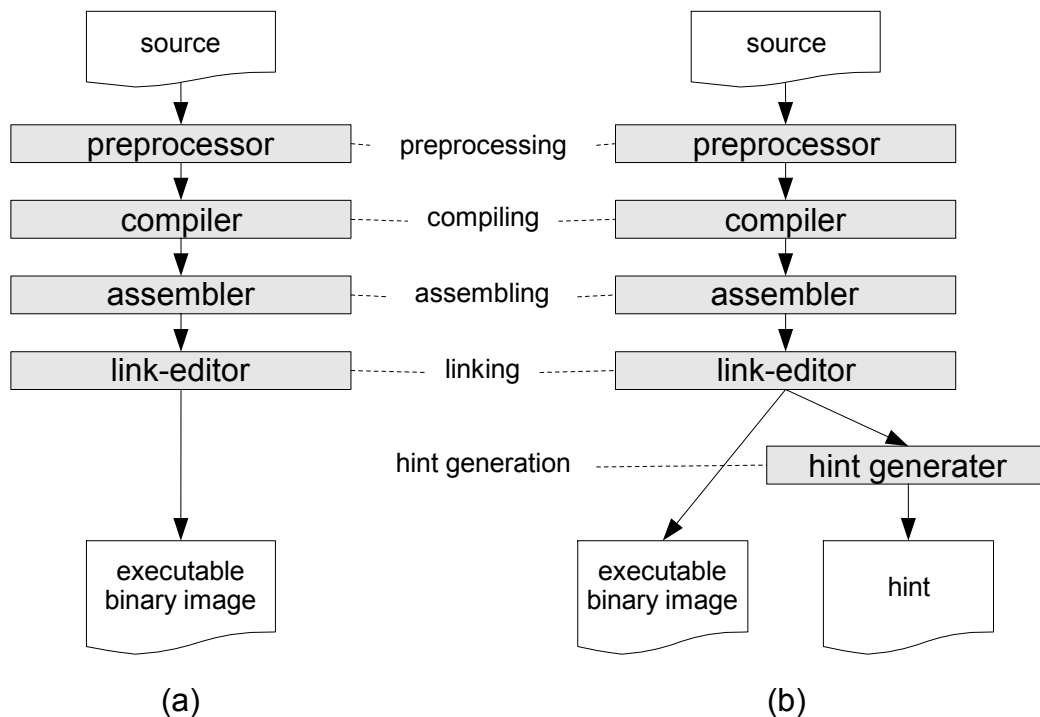 source
source
preprocessor
preprocessing
preprocessor
compiler
compiling
compiler
assembler
assembling
assembler
link-editor
linking
link-editor
hint generation
hint generater
executable
binary image
executable
binary image
hint
(a)
(b)